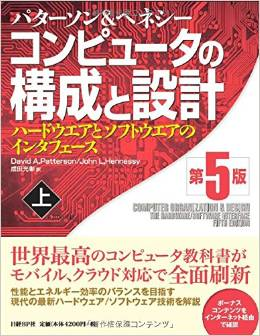 パターソン&ヘネシー
コンピュータの
構成と設計
ハードウエアとソフトウエアの
インタフェース
David A.Patterson/John L.Hennessy
成田光彰 訳
上
第5版
COMPUTER ORGANIZATION & DESIGN
THE HARDWARE/SOFTWARE INTERFACE
FIFTH EDITION
世界最高のコンピュータ教科書が
モバイル、クラウド対応で全面刷新
性能とエネルギー効率のバランスを目指す
現代の最新ハードウエア/ソフトウエア技術を解説
ボーナス
コンテンツを
インターネット経由
で確認
日経BP社 定価(本体4200円+税)